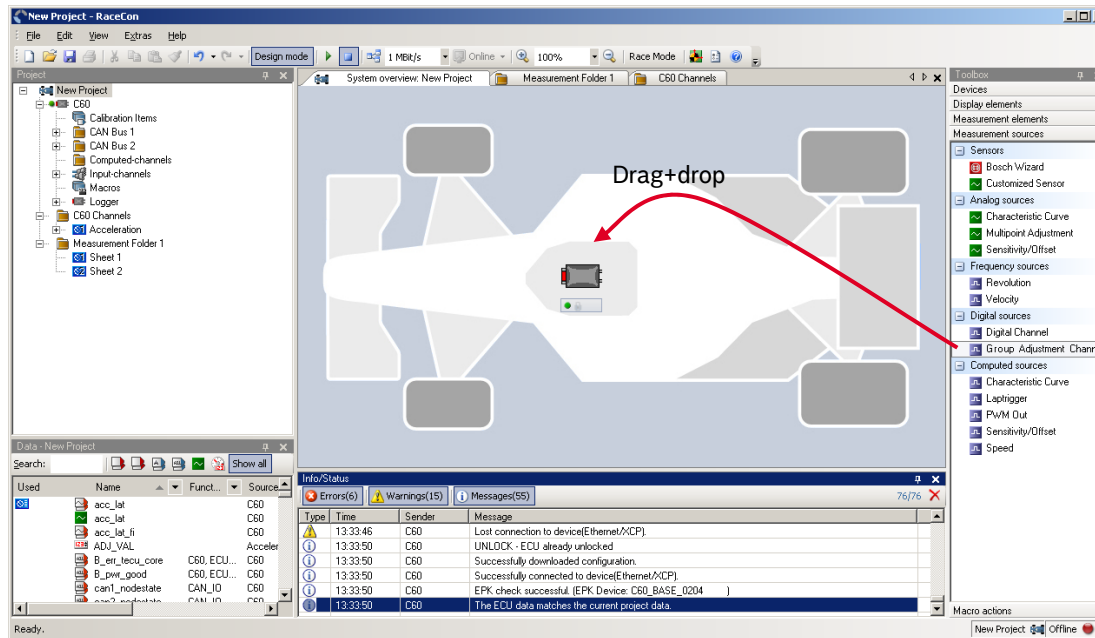 New Project - RaceCon
File Edit View Extras Help
Design mode 1 MBit/s Online 100% Race Mode
Project
New Project
C60
Calibration Items
CAN Bus 1
CAN Bus 2
Computed-channels
Input-channels
Macros
Logger
C60 Channels
Acceleration
Measurement Folder 1
Sheet 1
Sheet 2
System overview: New Project Measurement Folder 1 C60 Channels
Drag+drop
Toolbox
Devices
Display elements
Measurement elements
Measurement sources
Sensors
Bosch Wizard
Customized Sensor
Analog sources
Characteristic Curve
Multipoint Adjustment
Sensitivity/Offset
Frequency sources
Revolution
Velocity
Digital sources
Digital Channel
Group Adjustment Chann
Computed sources
Characteristic Curve
Laptrigger
PWM Out
Sensitivity/Offset
Speed
Macro actions
Data - New Project
Search: Show all
Used Name Funct... Source
acc_lat C60
acc_lat C60
acc_lat_fi C60
ADJ_VAL Acceler
B_err_tecu_core C60, ECU... C60
B_pwr_good C60, ECU... C60
can1_nodestate CAN_IO C60
can2_nodestate CAN_IO C60
Info/Status
Errors(6) Warnings(15) Messages(55) 76/76
Type Time Sender Message
13:33:46 C60 Lost connection to device(Ethernet/XCP).
13:33:50 C60 UNLOCK - ECU already unlocked
13:33:50 C60 Successfully downloaded configuration.
13:33:50 C60 Successfully connected to device(Ethernet/XCP).
13:33:50 C60 EPK check successful. (EPK Device: C60_BASE_0204 )
13:33:50 C60 The ECU data matches the current project data.
Ready. New Project Offline